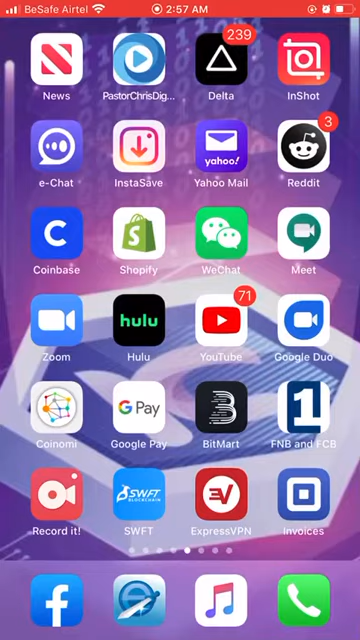 BeSafe Airtel 2:57 AM
239
News PastorChrisDig... Delta InShot
yahoo!
3
e-Chat InstaSave Yahoo Mail Reddit
Coinbase Shopify WeChat Meet
hulu
71
Zoom Hulu YouTube Google Duo
G Pay
1
Coinomi Google Pay BitMart FNB and FCB
SWFT
BLOCKCHAIN
Record it! SWFT ExpressVPN Invoices